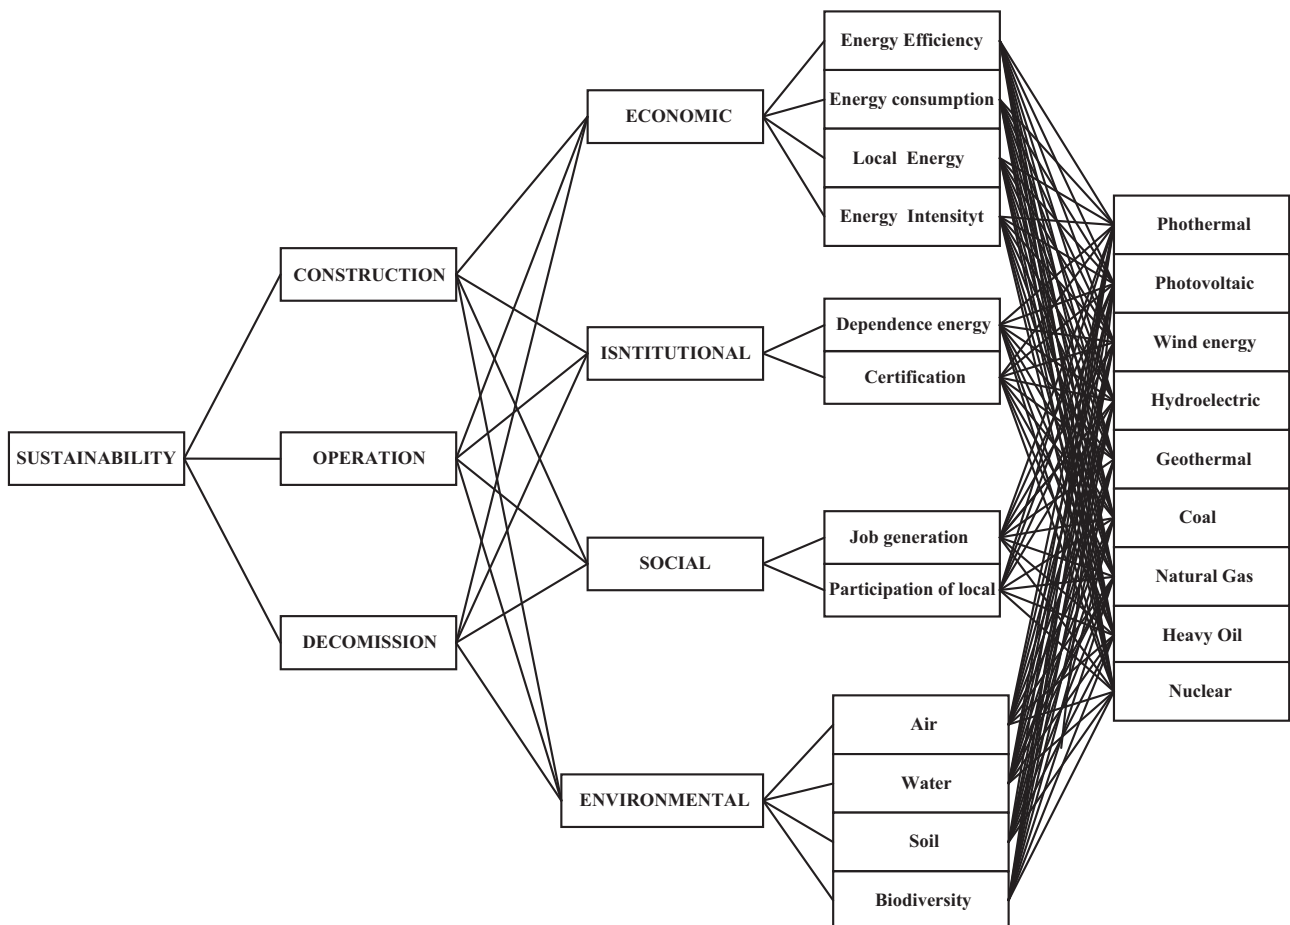 SUSTAINABILITY
CONSTRUCTION
OPERATION
DECOMISSION
ECONOMIC
ISNTITUTIONAL
SOCIAL
ENVIRONMENTAL
Energy Efficiency
Energy consumption
Local Energy
Energy Intensityt
Dependence energy
Certification
Job generation
Participation of local
Air
Water
Soil
Biodiversity
Phothermal
Photovoltaic
Wind energy
Hydroelectric
Geothermal
Coal
Natural Gas
Heavy Oil
Nuclear